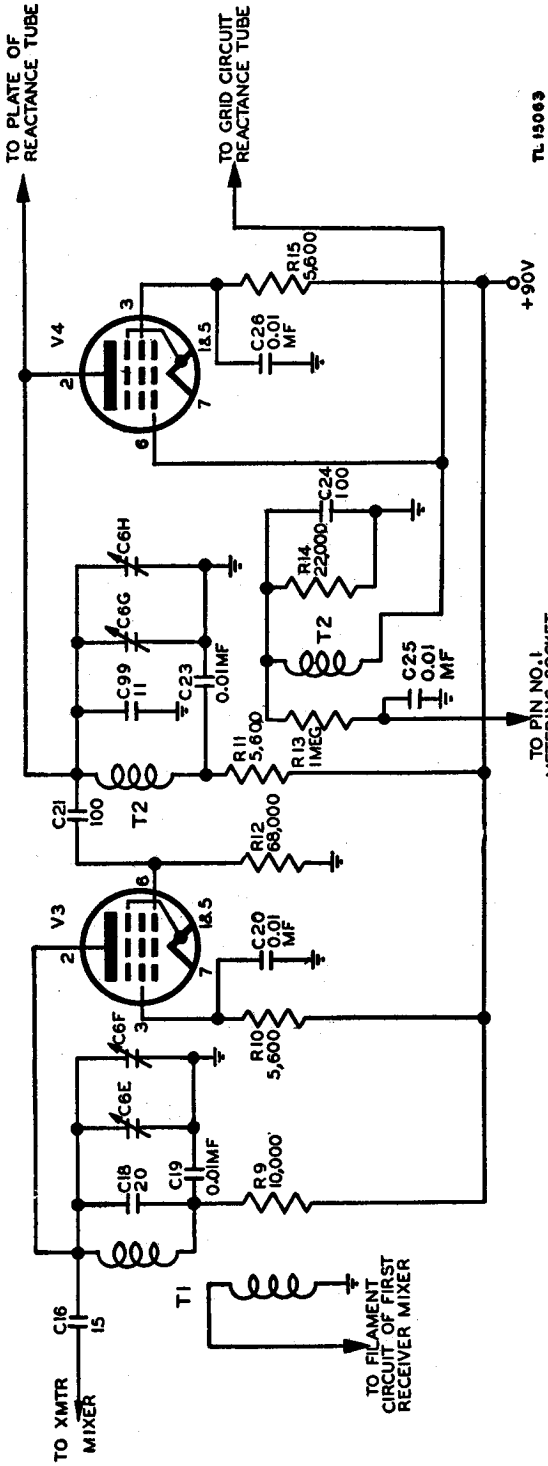 TO XMTR
MIXER
C16
15
T1
TO FILAMENT
CIRCUIT OF FIRST
RECEIVER MIXER
C18
20
C6E
C6F
C19
0.01MF
R9
10,000
V3
2
3
6
7
1&5
R10
5,600
C20
0.01
MF
R12
68,000
C21
100
T2
C99
11
C6G
C6H
C23
0.01MF
R11
5,600
R13
1MEG
T2
R14
22,000
C24
100
C25
0.01
MF
TO PIN NO.1
V4
2
3
6
7
1&5
C26
0.01
MF
R15
5,600
+90V
TO PLATE OF
REACTANCE TUBE
TO GRID CIRCUIT
REACTANCE TUBE
TL 15063